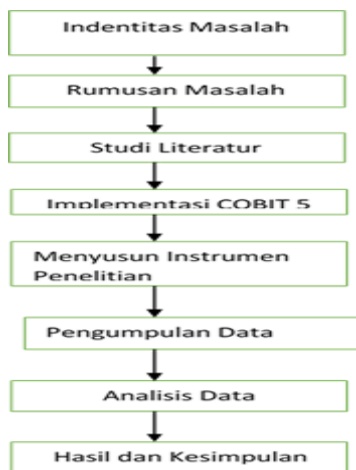 Indentitas Masalah
Rumusan Masalah
Studi Literatur
Implementasi COBIT 5
Menyusun Instrumen
Penelitian
Pengumpulan Data
Analisis Data
Hasil dan Kesimpulan